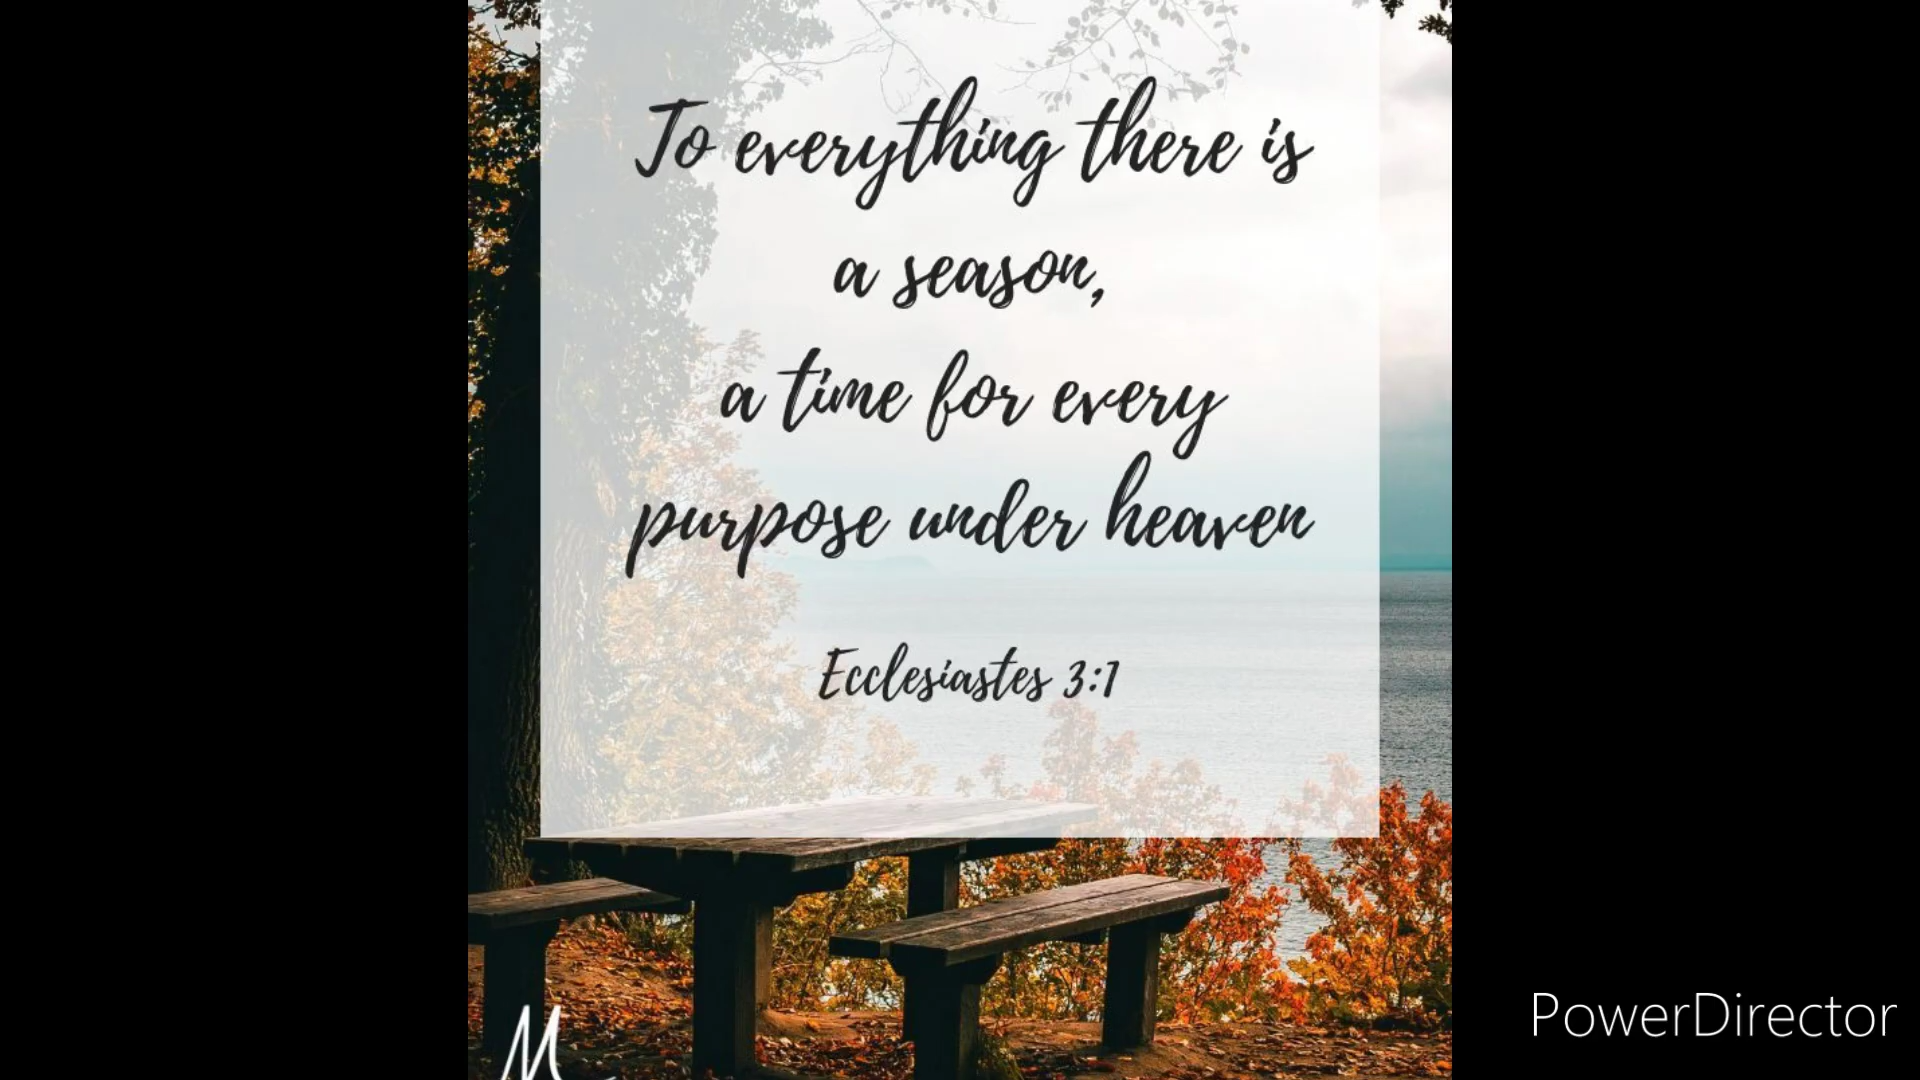 To everything there is
a season,
a time for every
purpose under heaven
Ecclesiastes 3:1
M
PowerDirector